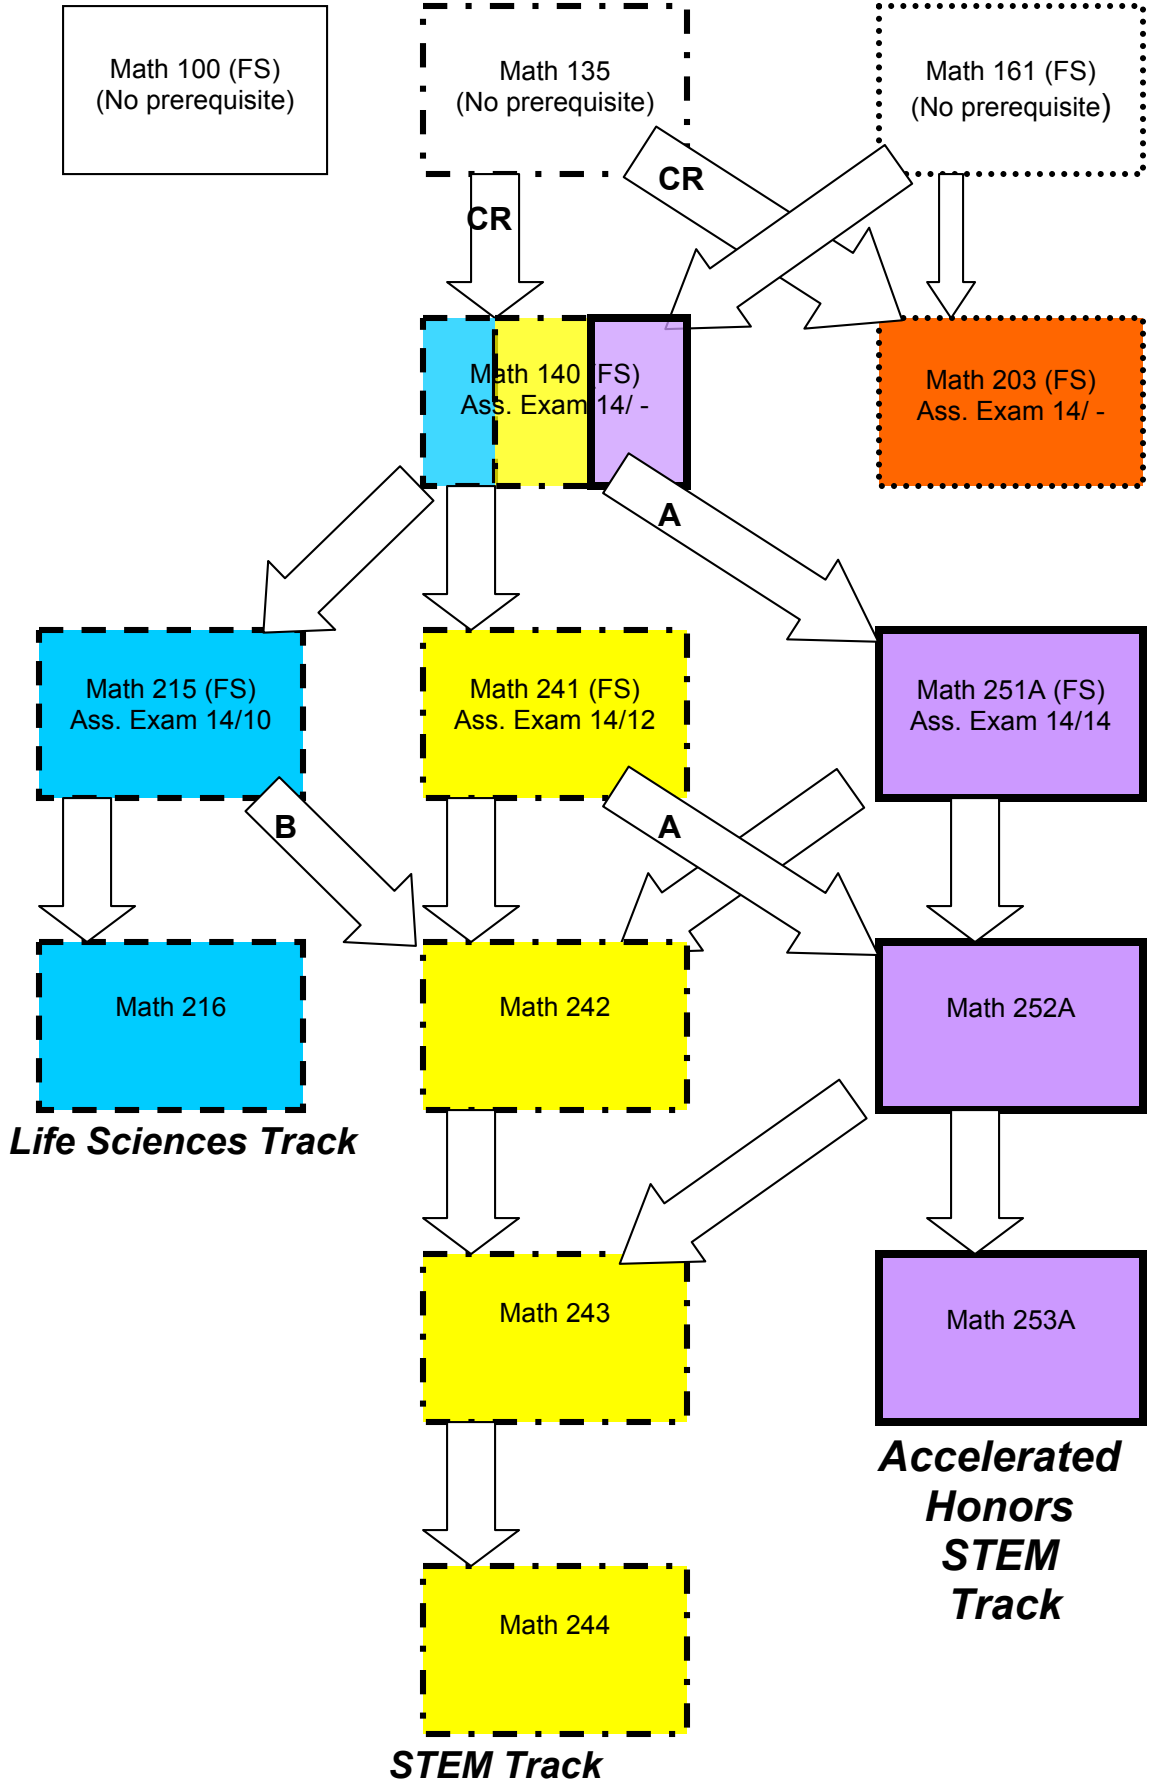 Math 100 (FS)
(No prerequisite)
Math 135
(No prerequisite)
Math 161 (FS)
(No prerequisite)
CR
CR
Math 140 (FS)
Ass. Exam 14/ -
Math 203 (FS)
Ass. Exam 14/ -
A
Math 215 (FS)
Ass. Exam 14/10
Math 241 (FS)
Ass. Exam 14/12
Math 251A (FS)
Ass. Exam 14/14
B
A
Math 216
Math 242
Math 252A
Life Sciences Track
Math 243
Math 253A
Accelerated
Honors
STEM
Track
Math 244
STEM Track